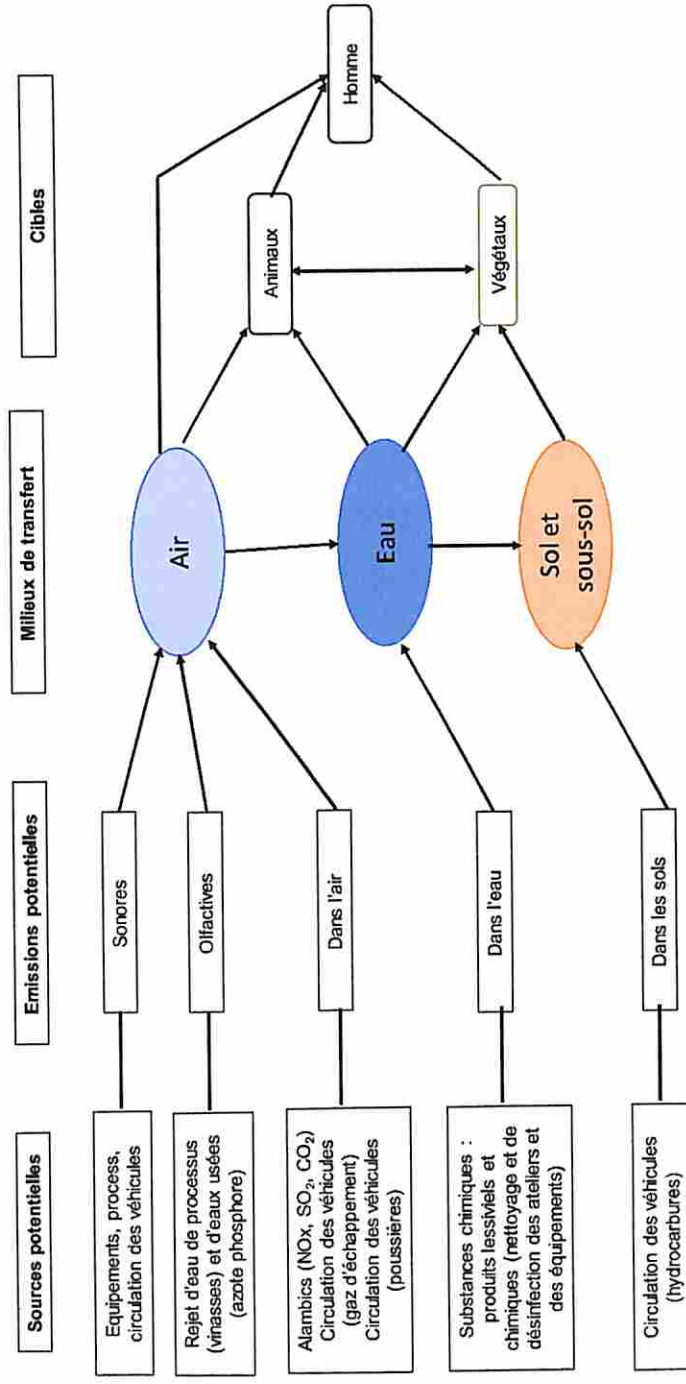 Sources potentielles
Emissions potentielles
Milieux de transfert
Cibles
Equipements, process,
circulation des véhicules
Sonores
Rejet d'eau de processus
(vinasses) et d'eaux usées
(azote phosphore)
Olfactives
Alambics (NOx, SO₂, CO₂)
Circulation des véhicules
(gaz d'échappement)
Circulation des véhicules
(poussières)
Dans l'air
Substances chimiques :
produits lessiviels et
chimiques (nettoyage et de
désinfection des ateliers et
des équipements)
Dans l'eau
Circulation des véhicules
(hydrocarbures)
Dans les sols
Air
Eau
Sol et
sous-sol
Animaux
Végétaux
Homme